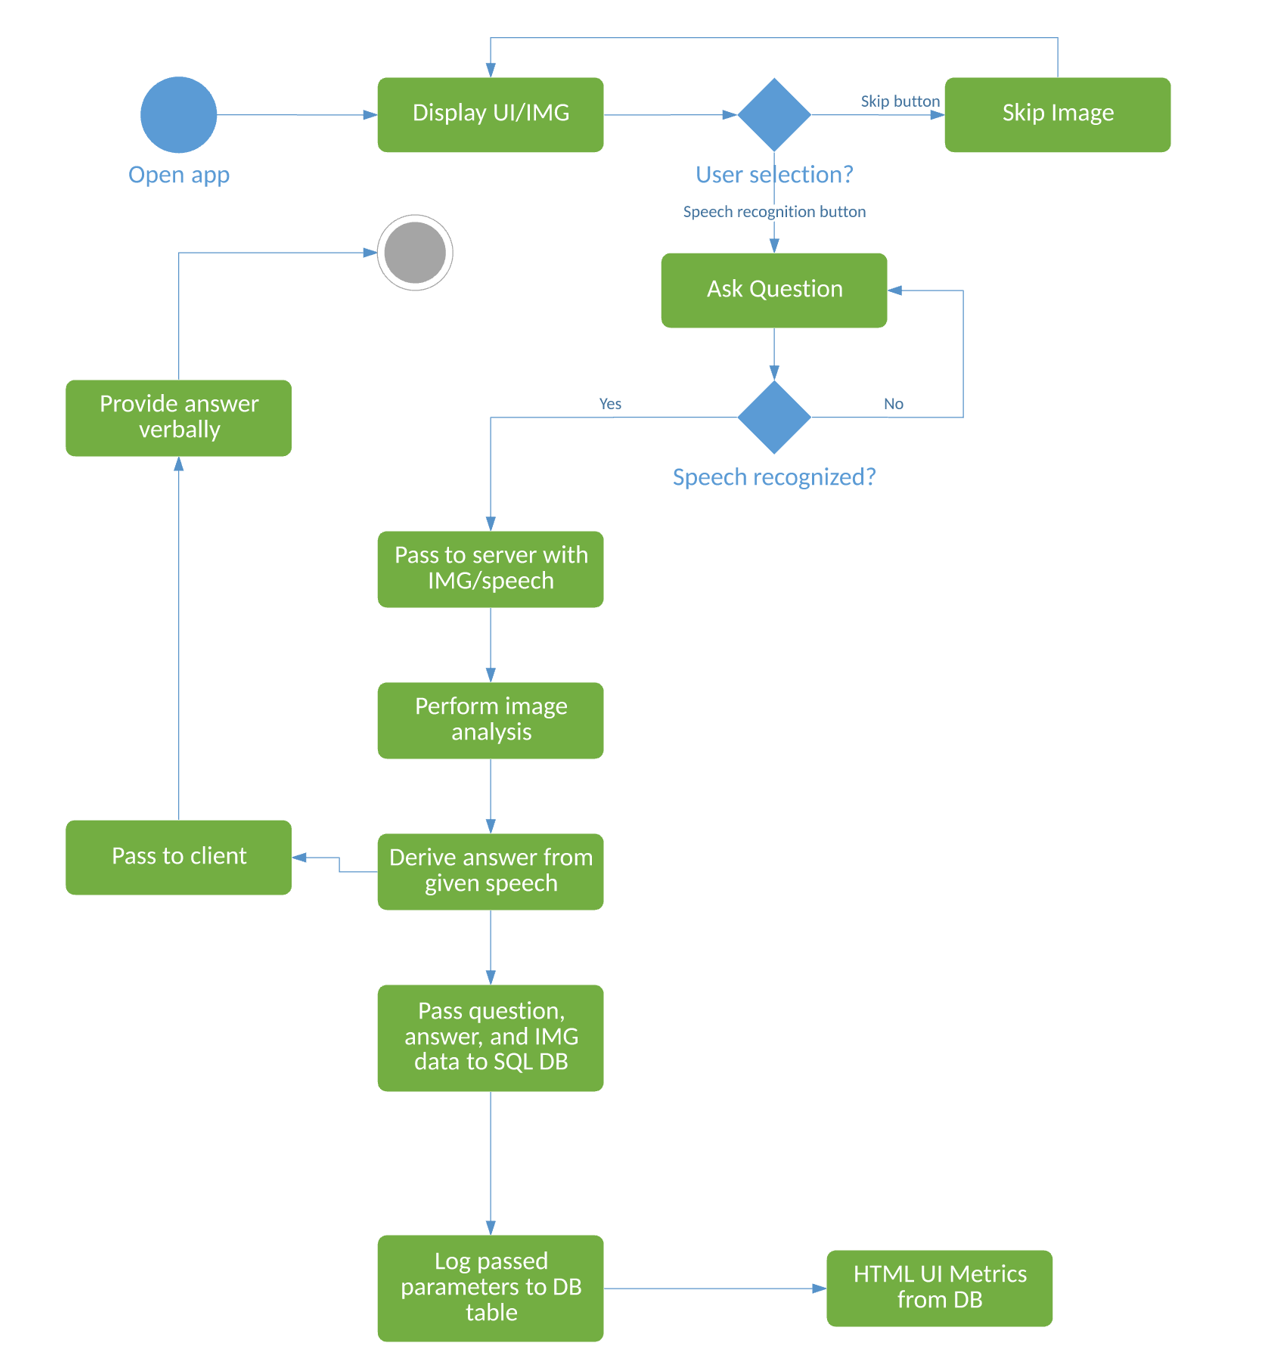 Display UI/IMG
Skip button
Skip Image
Open app
User selection?
Speech recognition button
Ask Question
Provide answer
verbally
Yes
No
Speech recognized?
Pass to server with
IMG/speech
Perform image
analysis
Pass to client
Derive answer from
given speech
Pass question,
answer, and IMG
data to SQL DB
Log passed
parameters to DB
table
HTML UI Metrics
from DB